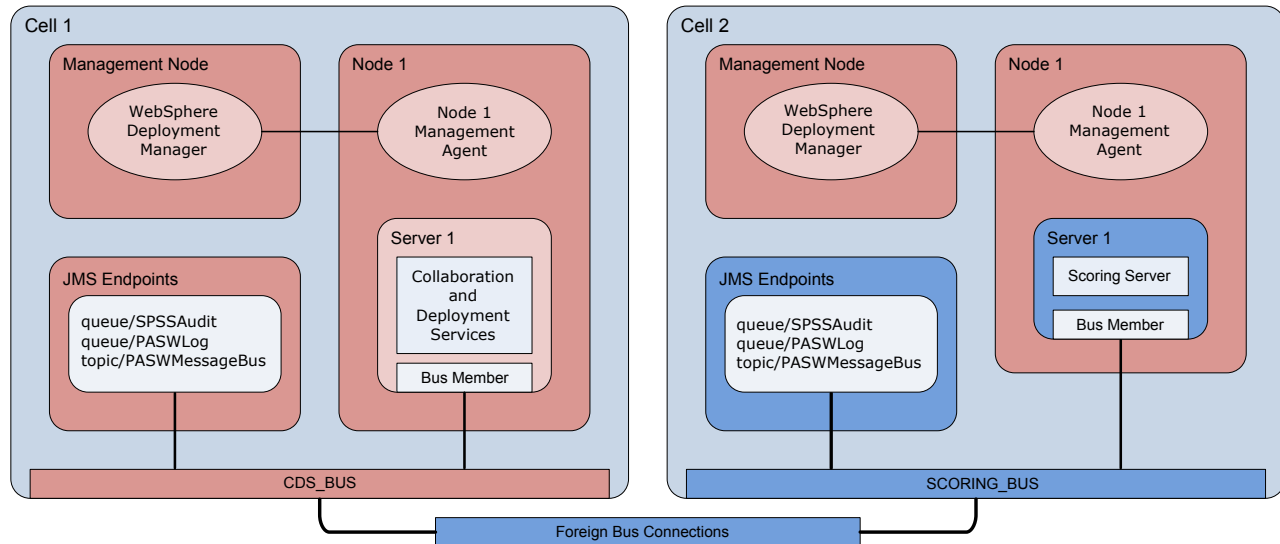 Cell 1
Management Node
WebSphere
Deployment
Manager
Node 1
Node 1
Management
Agent
Server 1
Collaboration
and
Deployment
Services
Bus Member
JMS Endpoints
queue/SPSSAudit
queue/PASWLog
topic/PASWMessageBus
CDS_BUS
Cell 2
Management Node
WebSphere
Deployment
Manager
Node 1
Node 1
Management
Agent
Server 1
Scoring Server
Bus Member
JMS Endpoints
queue/SPSSAudit
queue/PASWLog
topic/PASWMessageBus
SCORING_BUS
Foreign Bus Connections